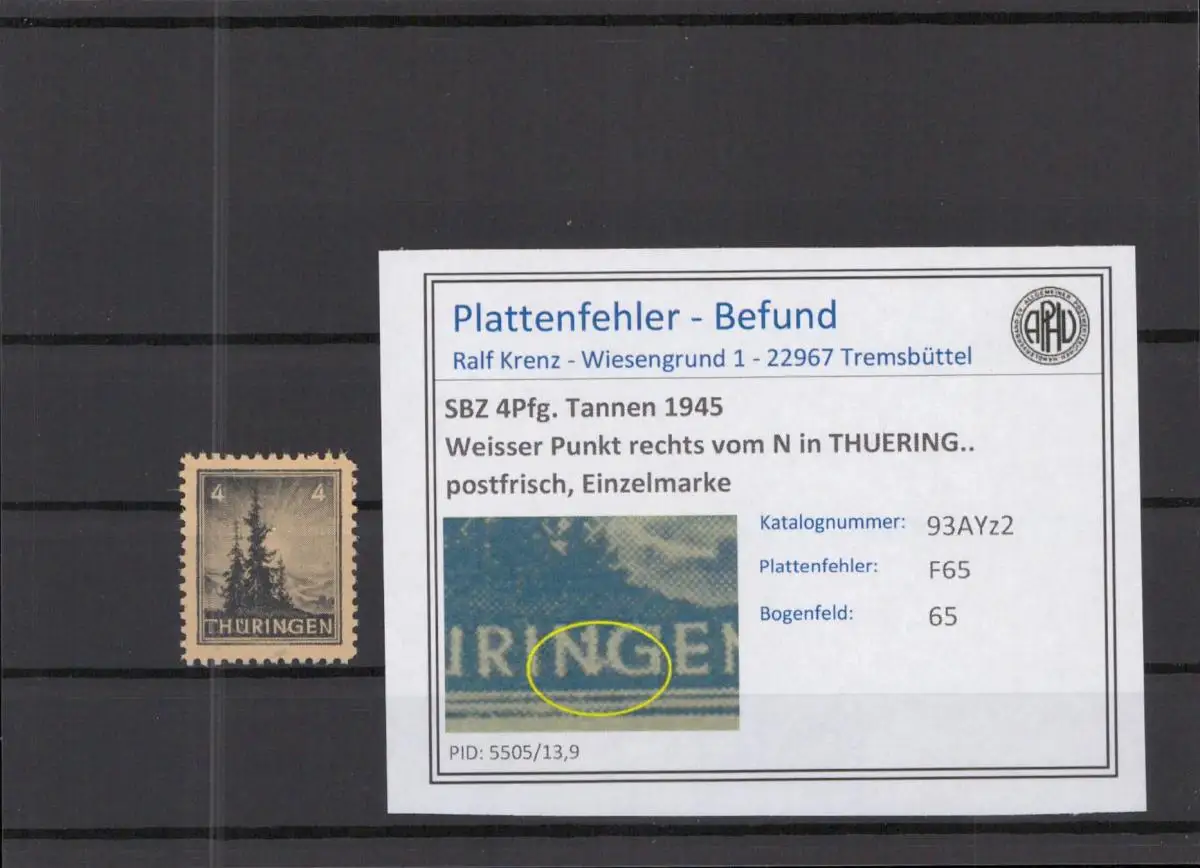 4 4
THÜRINGEN
Plattenfehler - Befund
Ralf Krenz - Wiesengrund 1 - 22967 Tremsbüttel
APHV
SBZ 4Pfg. Tannen 1945
Weisser Punkt rechts vom N in THUERING..
postfrisch, Einzelmarke
IRINGEN
Katalognummer: 93AYz2
Plattenfehler: F65
Bogenfeld: 65
PID: 5505/13,9